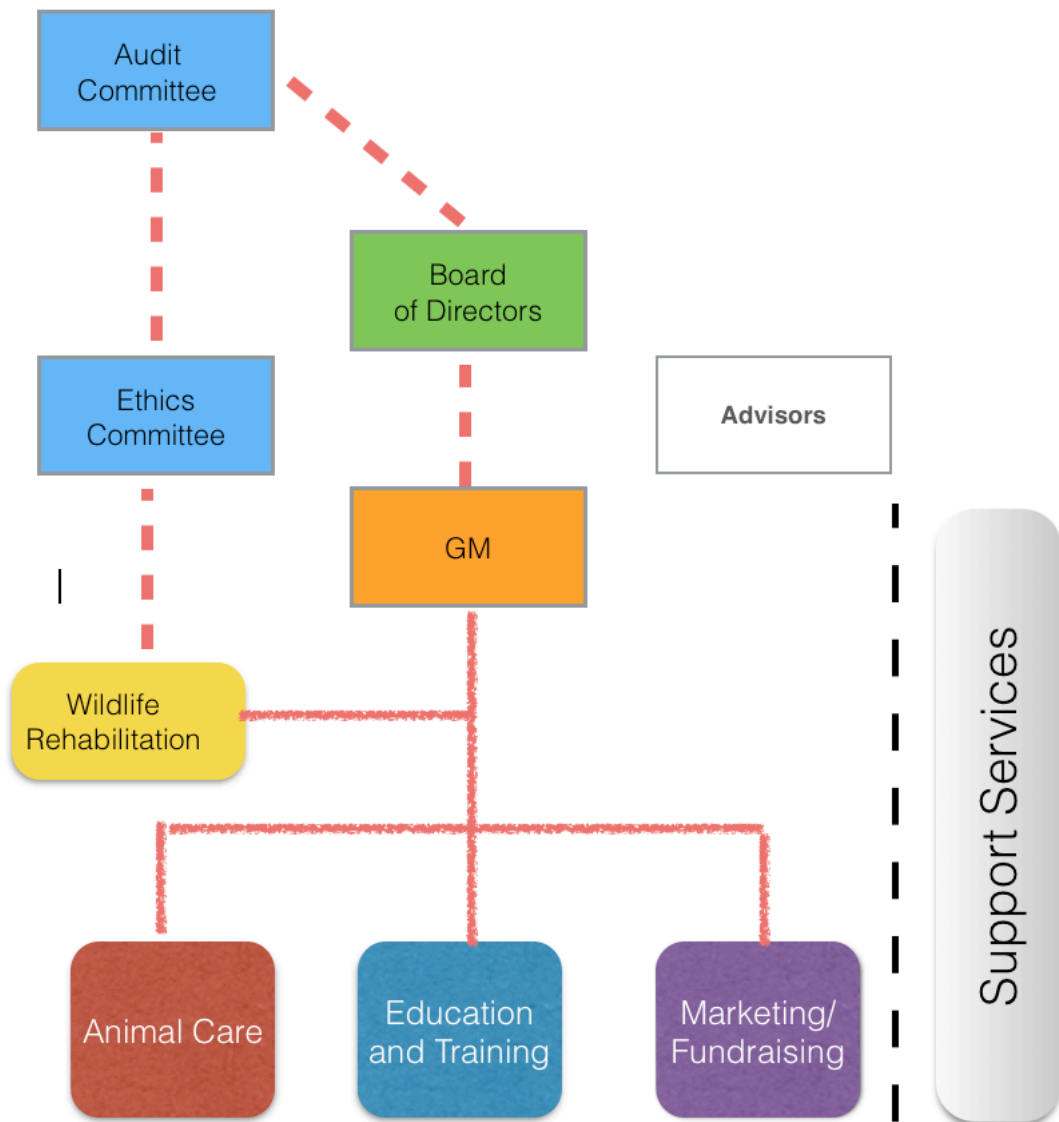 Audit
Committee
Board
of Directors
Ethics
Committee
Advisors
GM
Wildlife
Rehabilitation
Support Services
Animal Care
Education
and Training
Marketing/
Fundraising